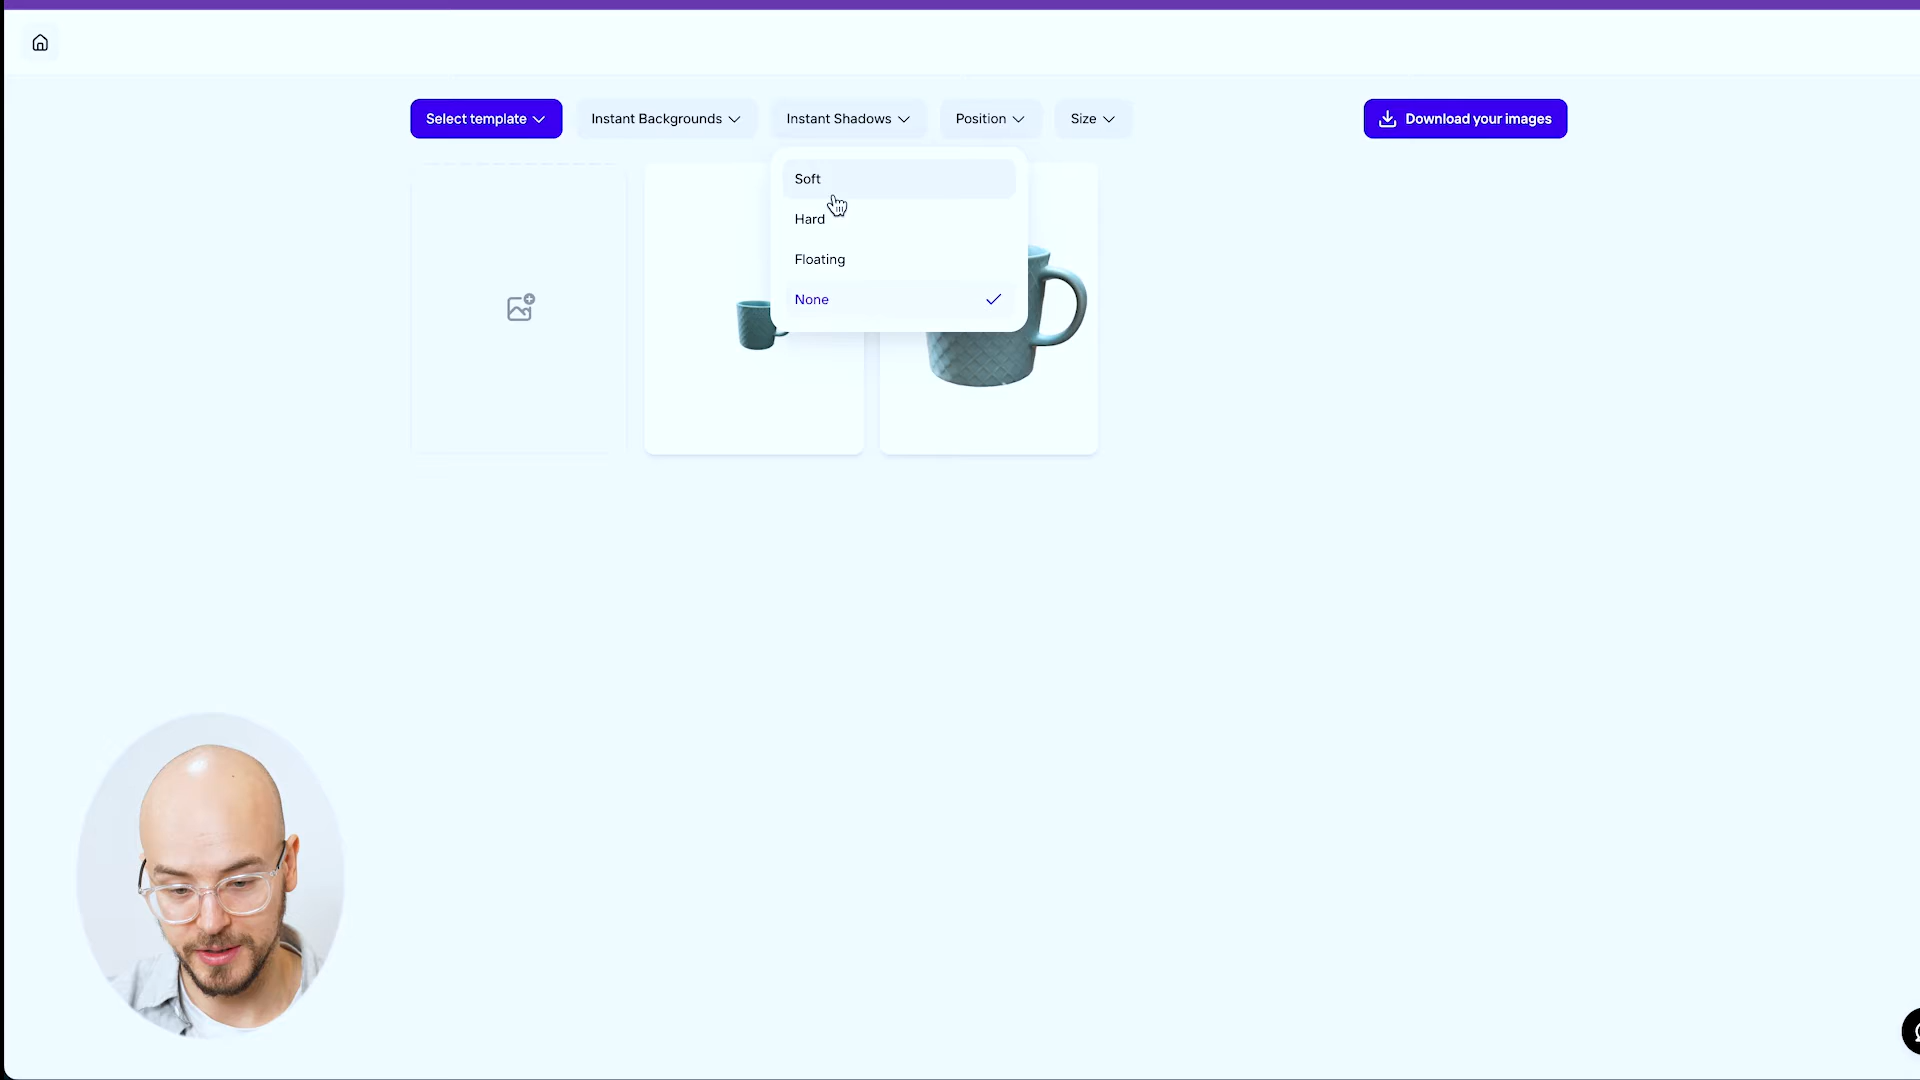 Select template
Instant Backgrounds
Instant Shadows
Position
Size
Download your images
Soft
Hard
Floating
None